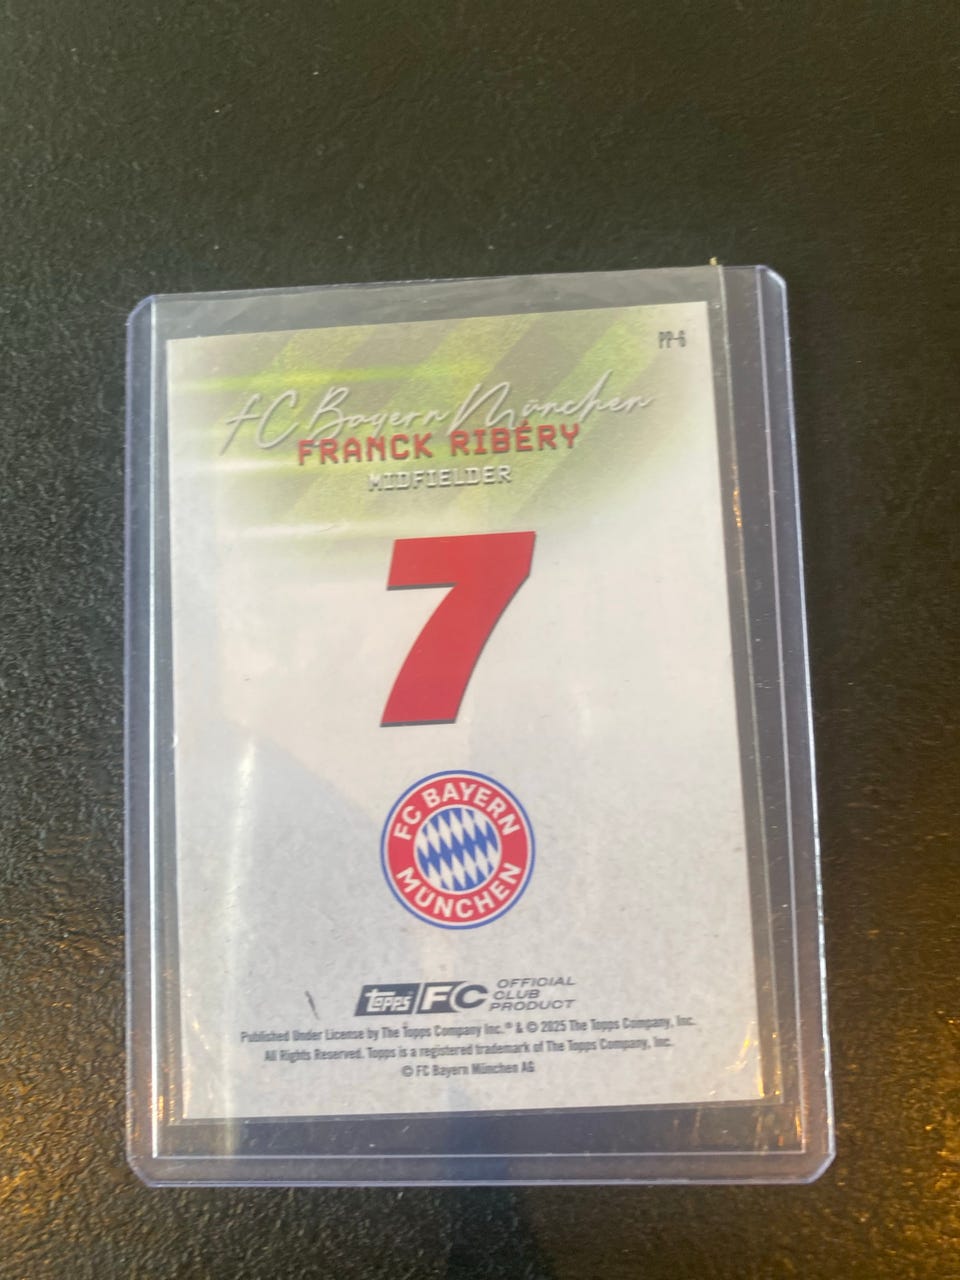 PP-6
FC Bayern München
FRANCK RIBÉRY
MIDFIELDER
7
FC BAYERN
MÜNCHEN
Topps FC OFFICIAL
CLUB
PRODUCT
Published Under License by The Topps Company Inc.® & © 2025 The Topps Company, Inc.
All Rights Reserved. Topps is a registered trademark of The Topps Company, Inc.
© FC Bayern München AG